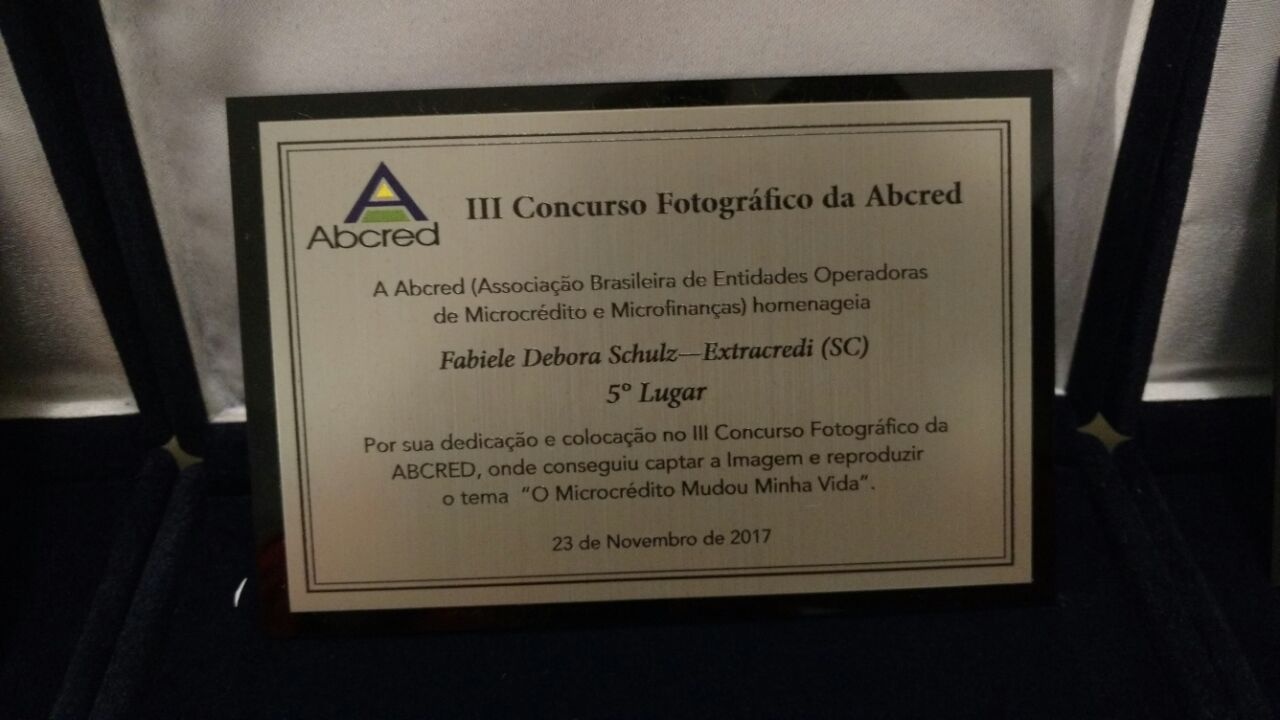 Abcred
III Concurso Fotográfico da Abcred
A Abcred (Associação Brasileira de Entidades Operadoras
de Microcrédito e Microfinanças) homenageia
Fabiele Debora Schulz—Extracredi (SC)
5º Lugar
Por sua dedicação e colocação no III Concurso Fotográfico da
ABCRED, onde conseguiu captar a Imagem e reproduzir
o tema "O Microcrédito Mudou Minha Vida".
23 de Novembro de 2017